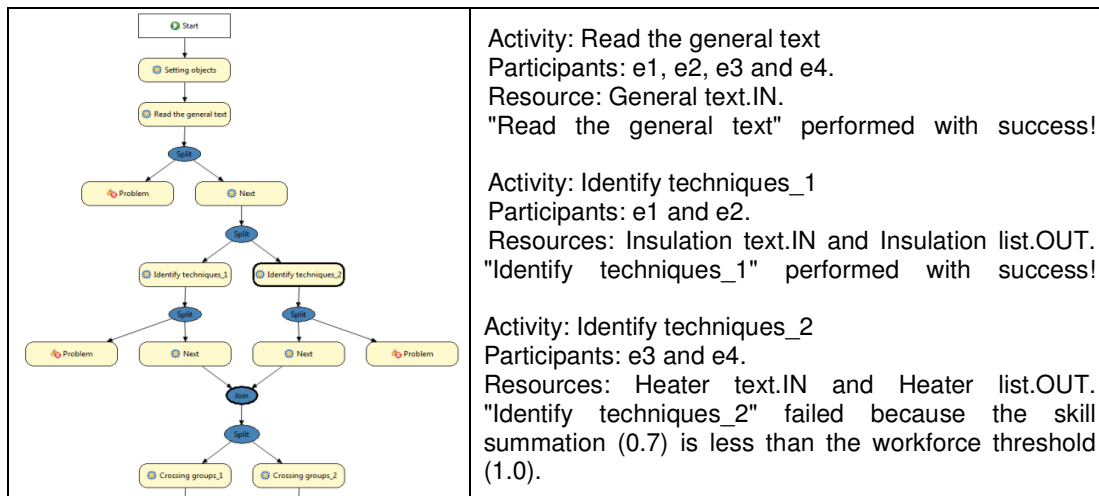 Start
Setting objects
Read the general text
Split
Problem
Next
Split
Identify techniques_1
Identify techniques_2
Split
Split
Problem
Next
Next
Problem
Join
Split
Crossing groups_1
Crossing groups_2
Activity: Read the general text
Participants: e1, e2, e3 and e4.
Resource: General text.IN.
"Read the general text" performed with success!
Activity: Identify techniques_1
Participants: e1 and e2.
Resources: Insulation text.IN and Insulation list.OUT.
"Identify techniques_1" performed with success!
Activity: Identify techniques_2
Participants: e3 and e4.
Resources: Heater text.IN and Heater list.OUT.
"Identify techniques_2" failed because the skill
summation (0.7) is less than the workforce threshold
(1.0).